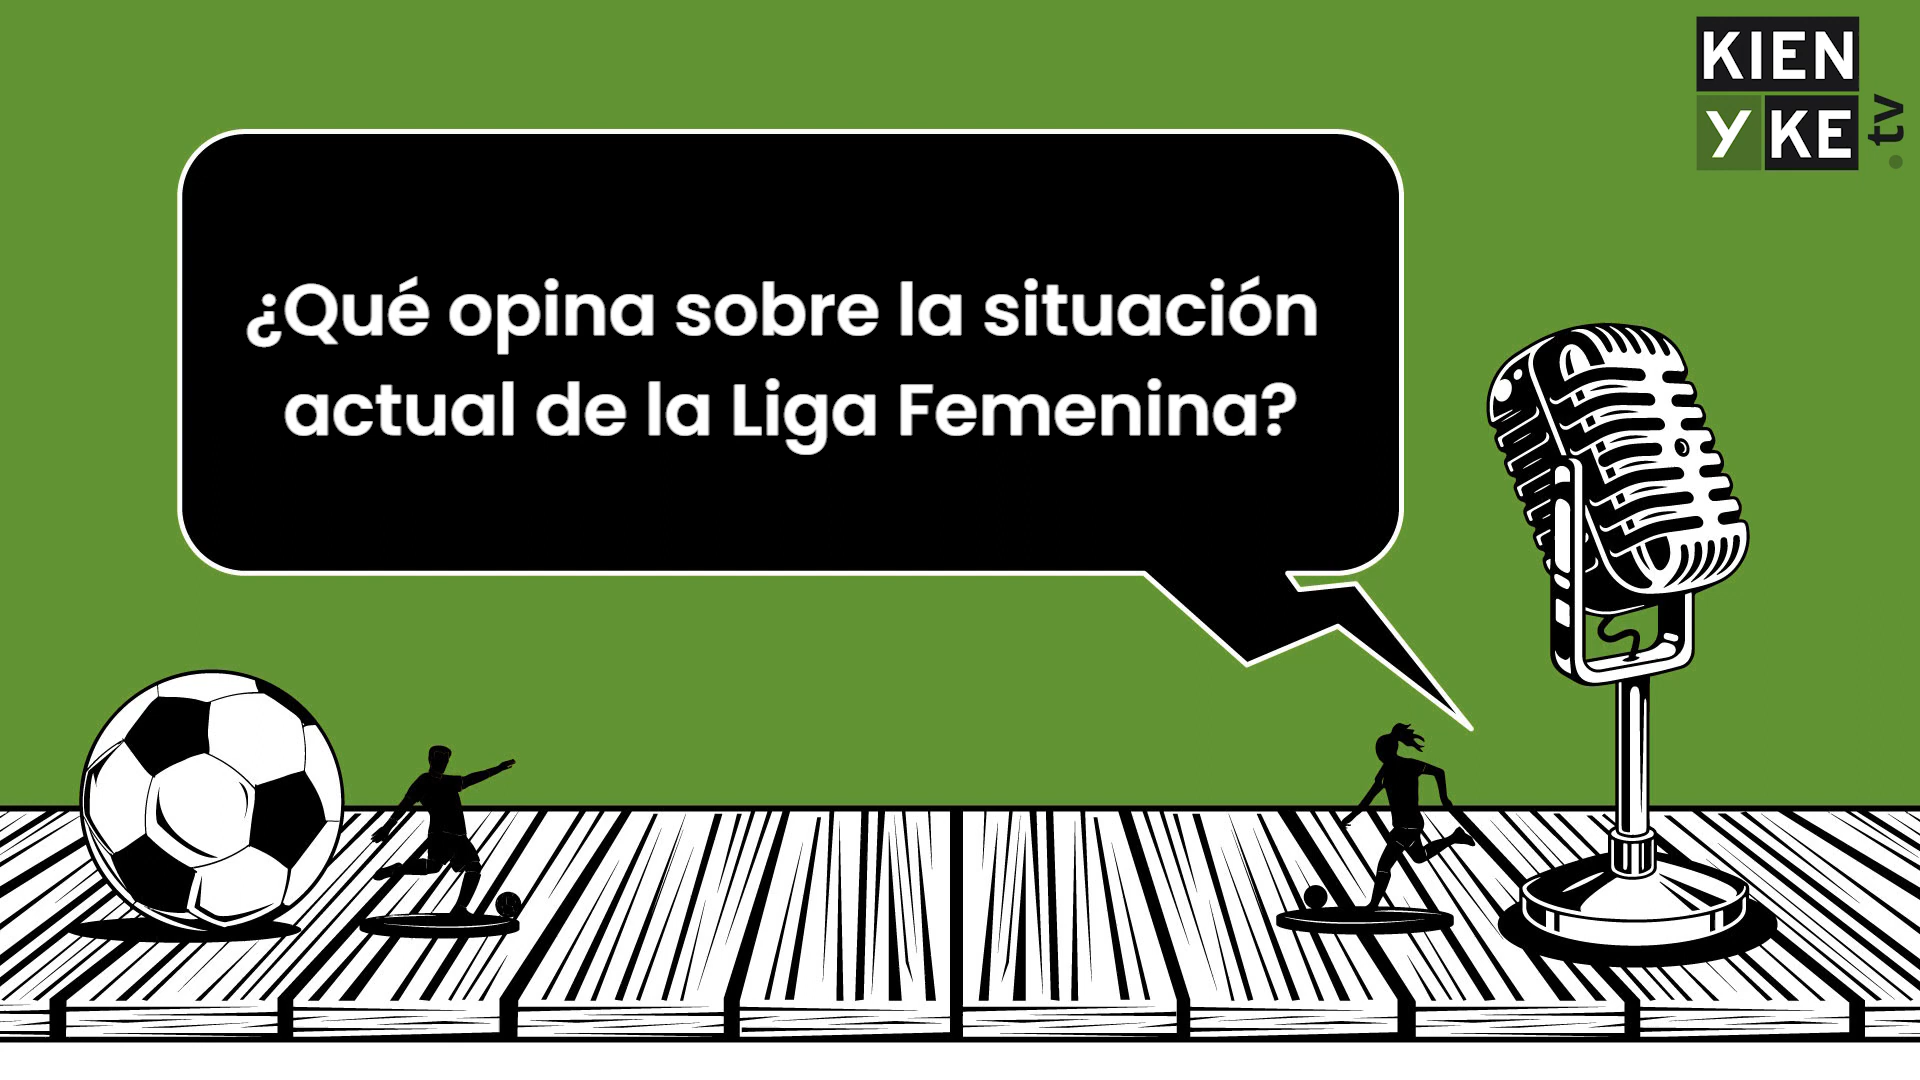 KIEN
Y KE
.tv
¿Qué opina sobre la situación
actual de la Liga Femenina?